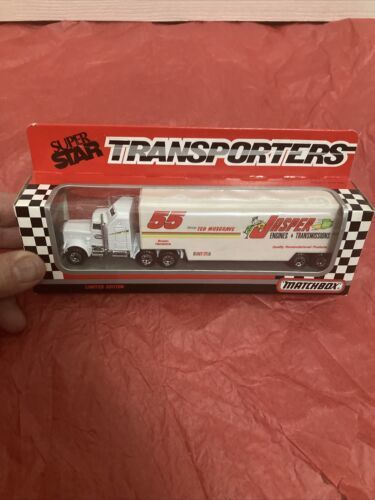 SUPER
STAR
TRANSPORTERS
55
TED MUSGRAVE
JASPER
ENGINES + TRANSMISSIONS
LIMITED EDITION
MATCHBOX